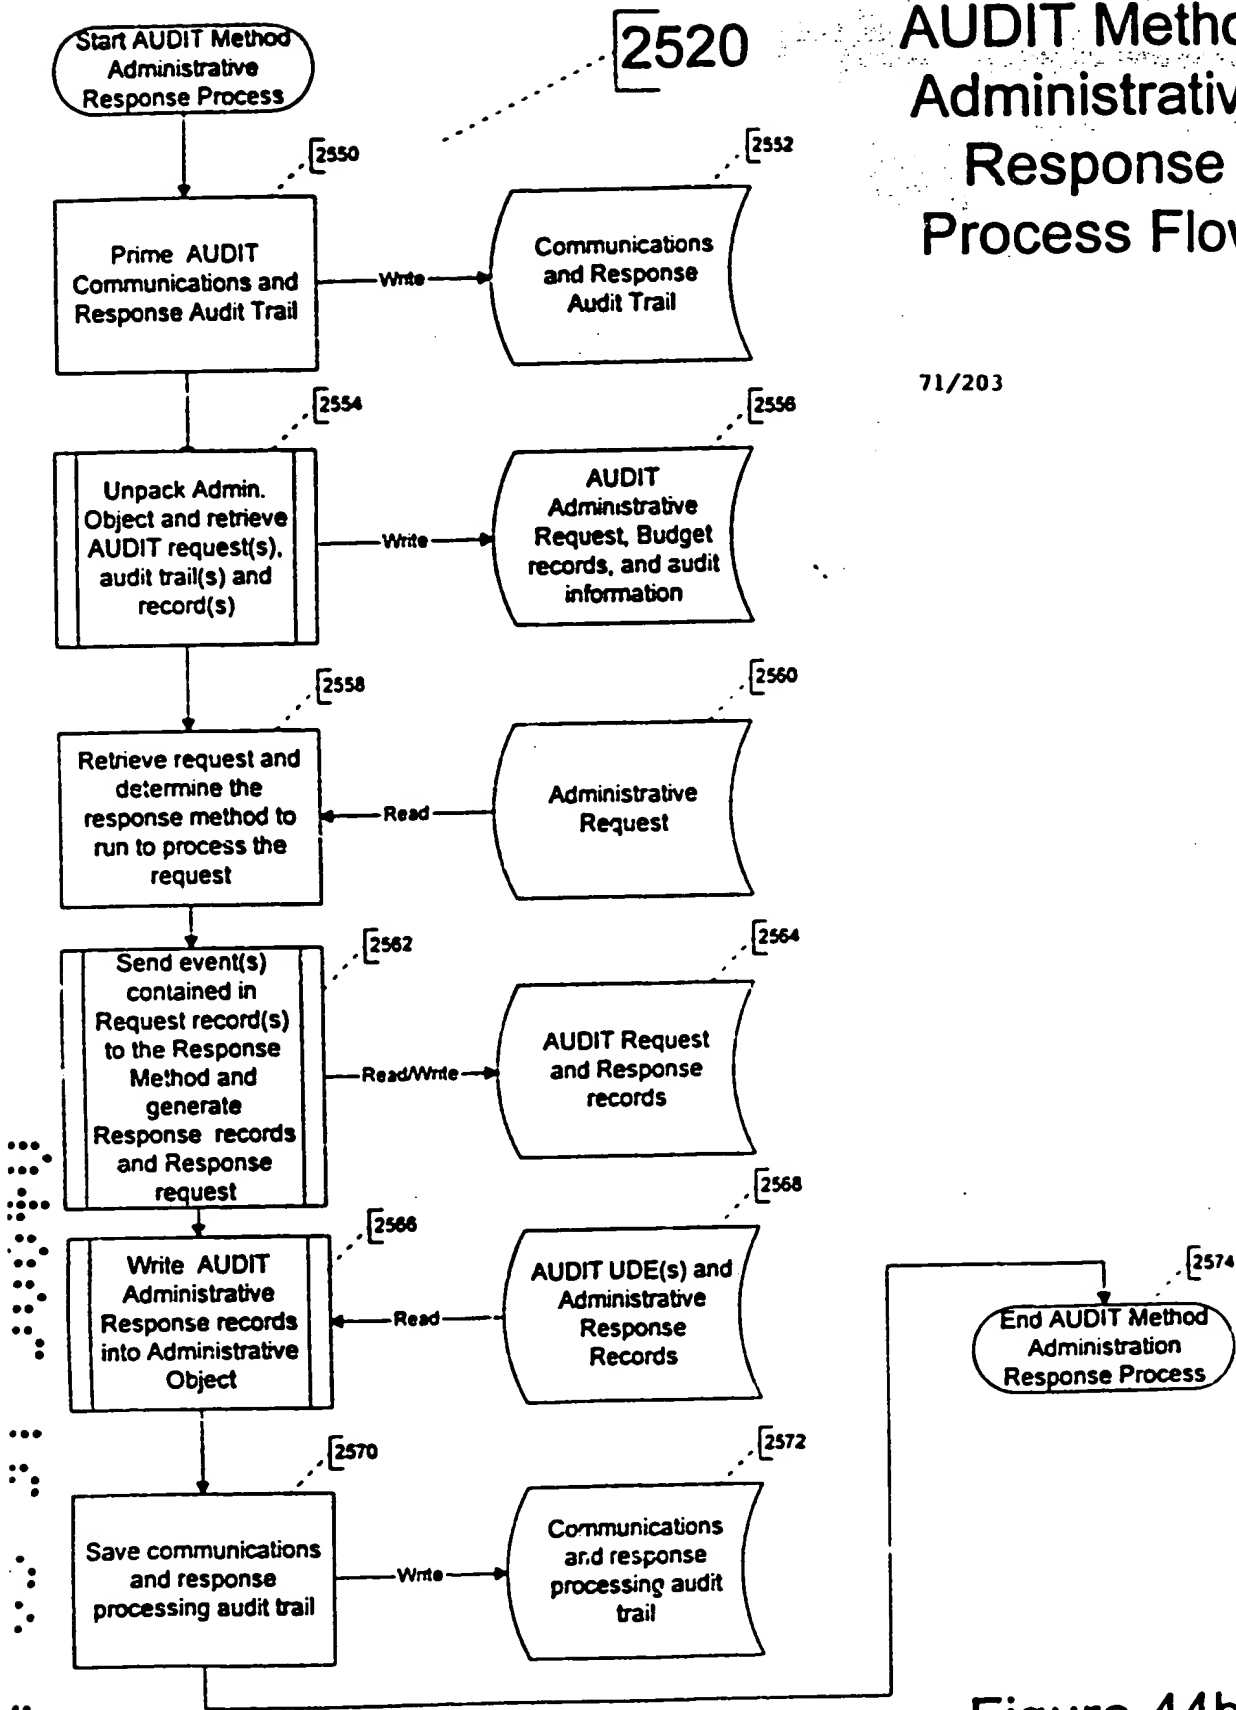 Start AUDIT Method
Administrative
Response Process
2520
AUDIT Metho
Administrativ
Response
Process Flow
71/203
2550
Prime AUDIT
Communications and
Response Audit Trail
Write
2552
Communications
and Response
Audit Trail
2554
Unpack Admin.
Object and retrieve
AUDIT request(s),
audit trail(s) and
record(s)
Write
2556
AUDIT
Administrative
Request, Budget
records, and audit
information
2558
Retrieve request and
determine the
response method to
run to process the
request
Read
2560
Administrative
Request
2562
Send event(s)
contained in
Request record(s)
to the Response
Method and
generate
Response records
and Response
request
Read/Write
2564
AUDIT Request
and Response
records
2566
Write AUDIT
Administrative
Response records
into Administrative
Object
Read
2568
AUDIT UDE(s) and
Administrative
Response
Records
2570
Save communications
and response
processing audit trail
Write
2572
Communications
and response
processing audit
trail
2574
End AUDIT Method
Administration
Response Process
Figure 44b